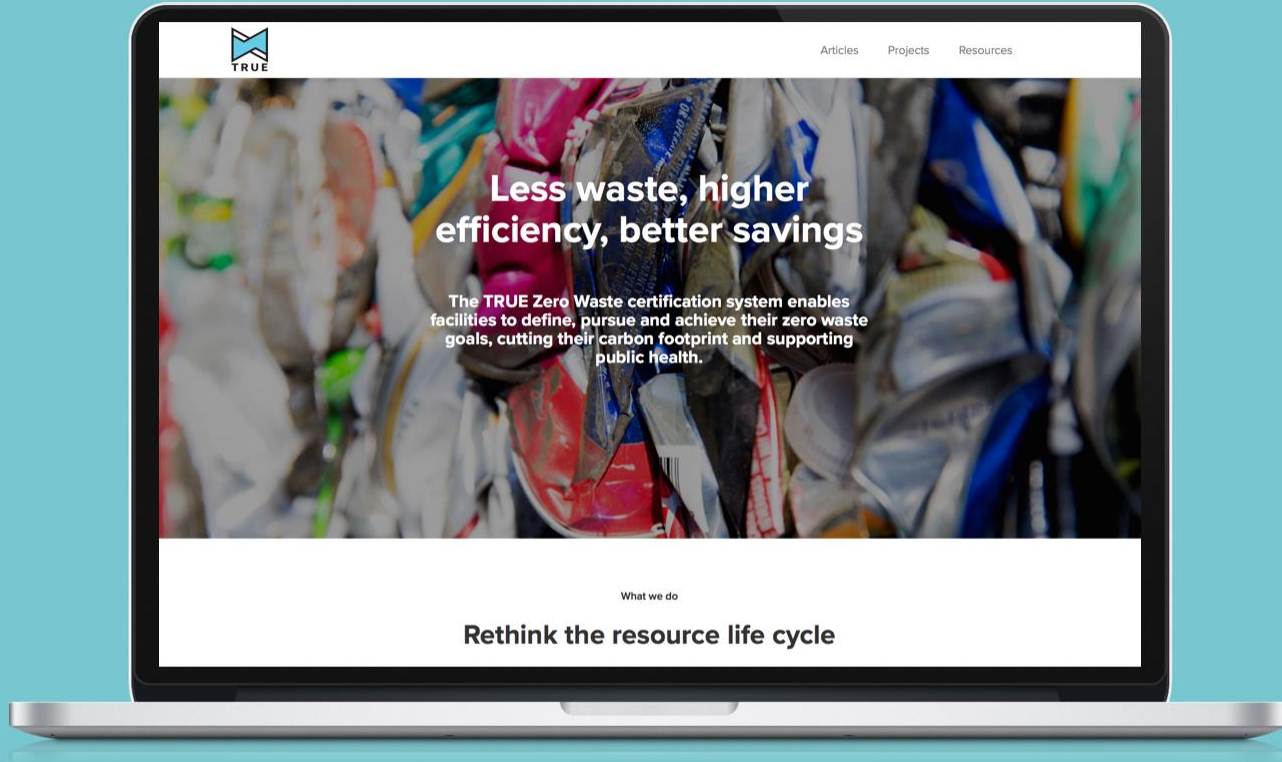 TRUE
Articles Projects Resources
Less waste, higher
efficiency, better savings
The TRUE Zero Waste certification system enables
facilities to define, pursue and achieve their zero waste
goals, cutting their carbon footprint and supporting
public health.
What we do
Rethink the resource life cycle